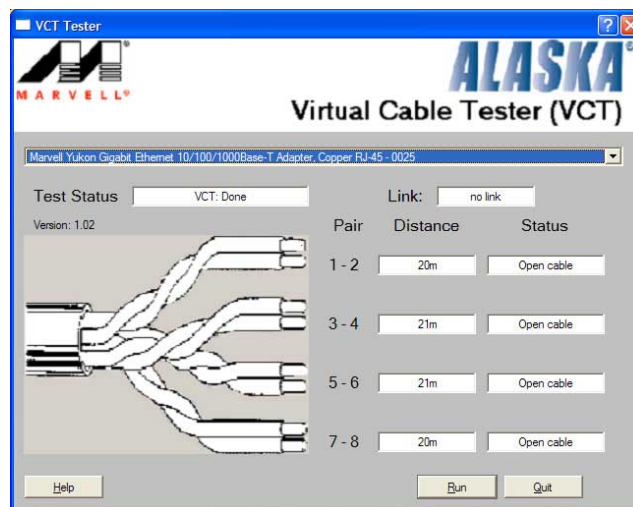 VCT Tester
MARVELL®
ALASKA®
Virtual Cable Tester (VCT)
Marvell Yukon Gigabit Ethernet 10/100/1000Base-T Adapter, Copper RJ-45 - 0025
Test Status VCT: Done Link: no link
Version: 1.02
Pair Distance Status
1 - 2 20m Open cable
3 - 4 21m Open cable
5 - 6 21m Open cable
7 - 8 20m Open cable
Help Run Quit